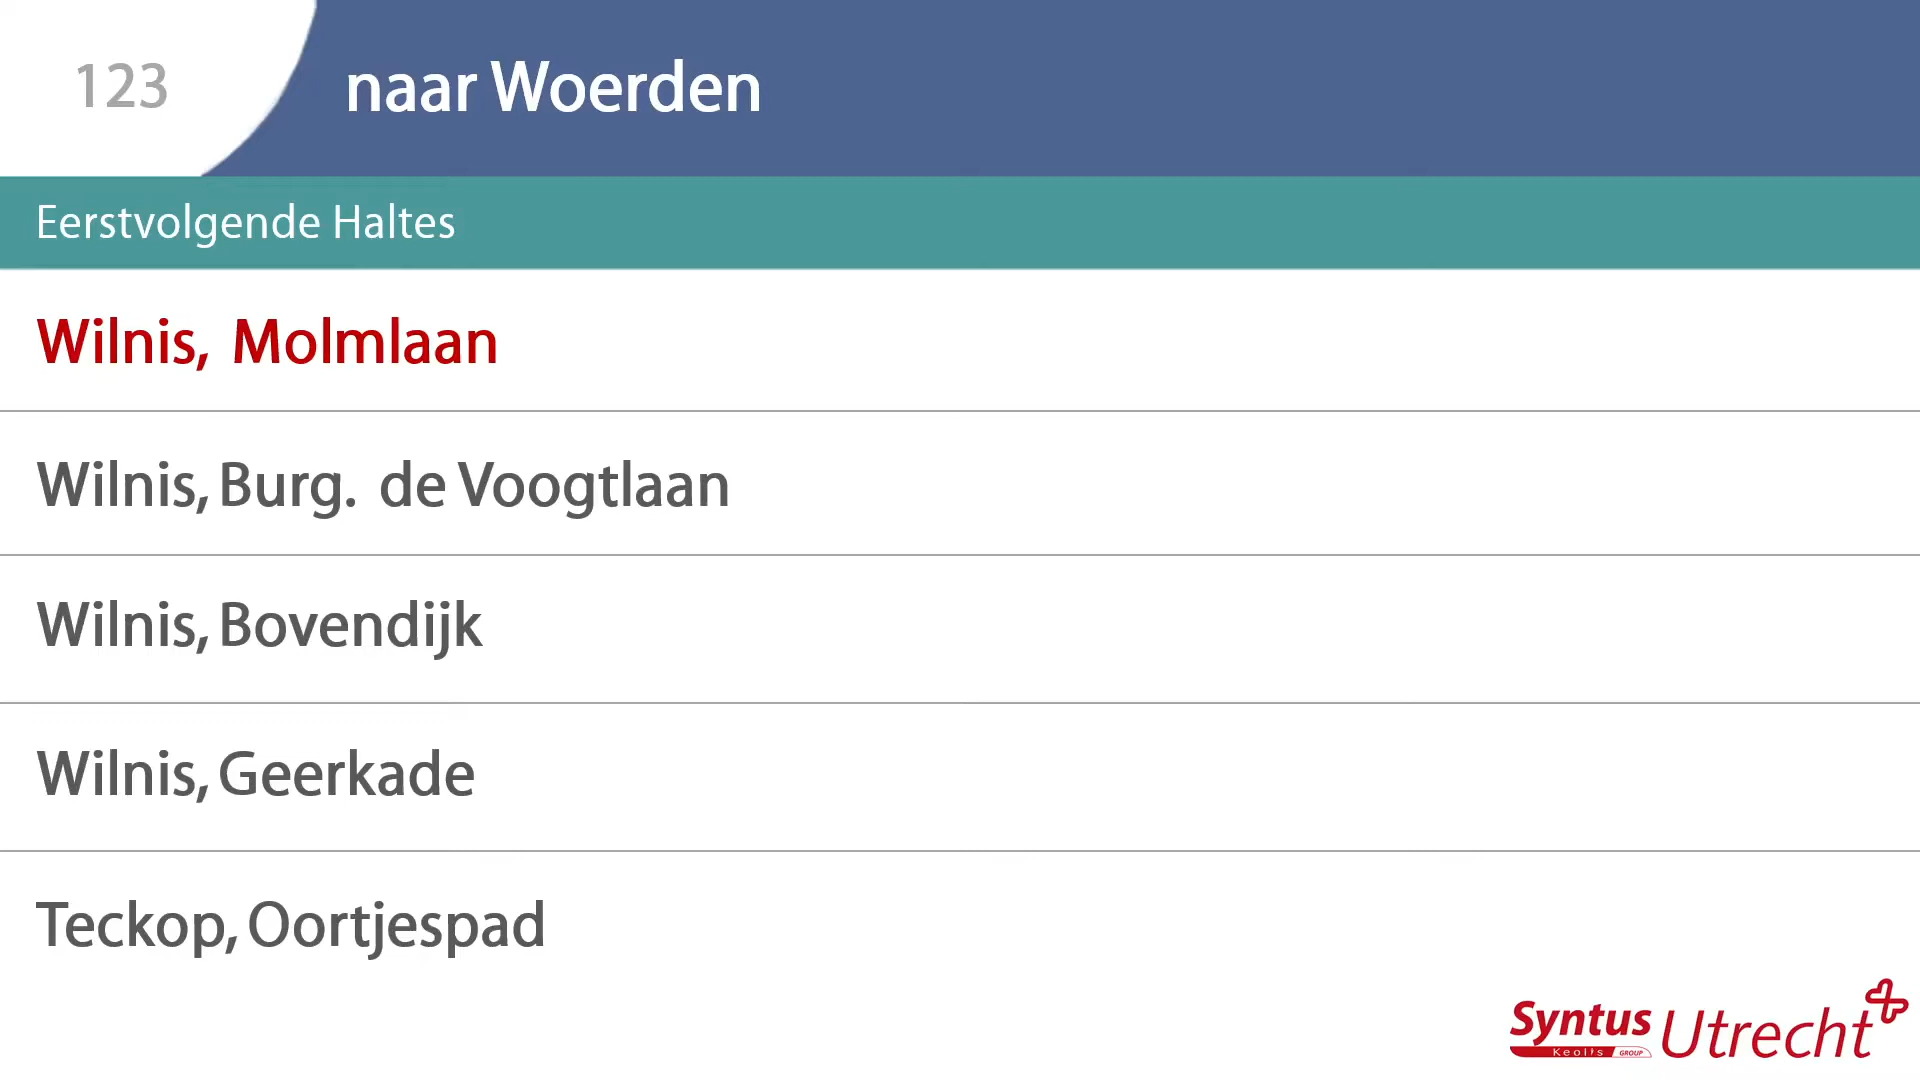 123
naar Woerden
Eerstvolgende Haltes
Wilnis, Molmlaan
Wilnis, Burg. de Voogtlaan
Wilnis, Bovendijk
Wilnis, Geerkade
Teckop, Oortjespad
Syntus Utrecht
Keolis GROUP